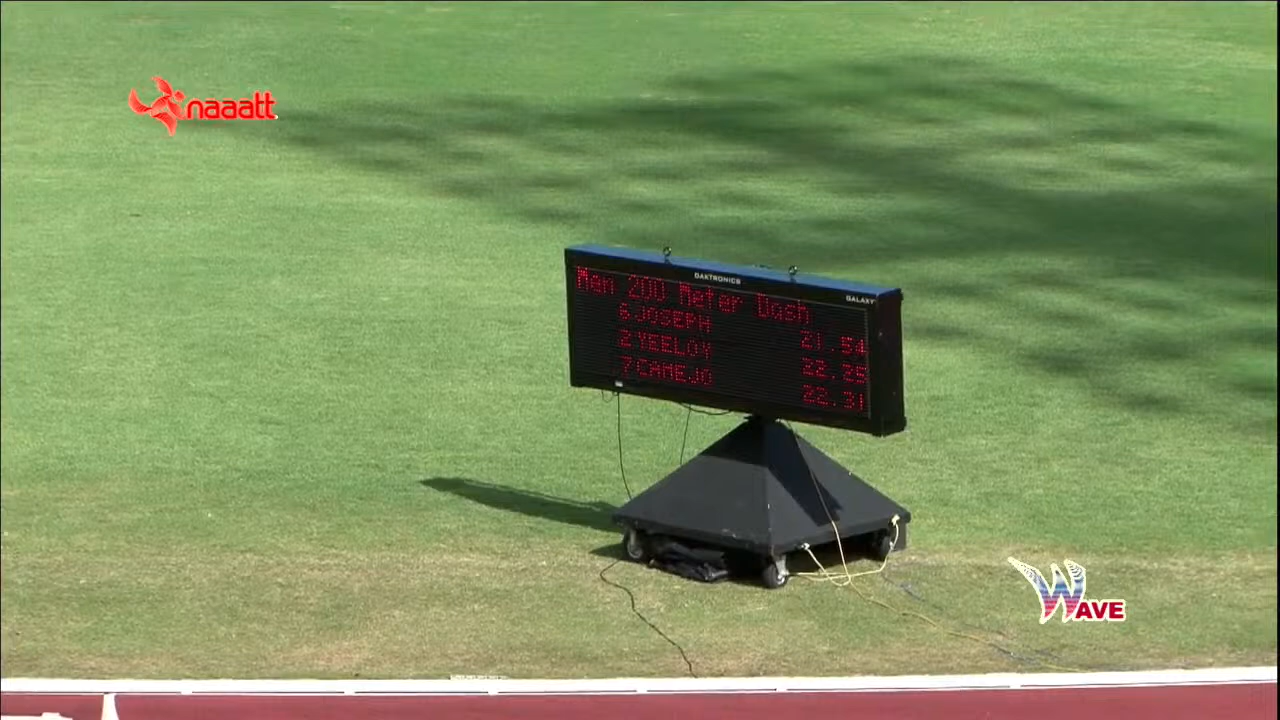 naaatt
DAKTRONICS
GALAXY
Men 200 Meter Dash
6 JOSEPH 21.54
2 YEELOY 22.25
7 CAMEJO 22.31
WAVE